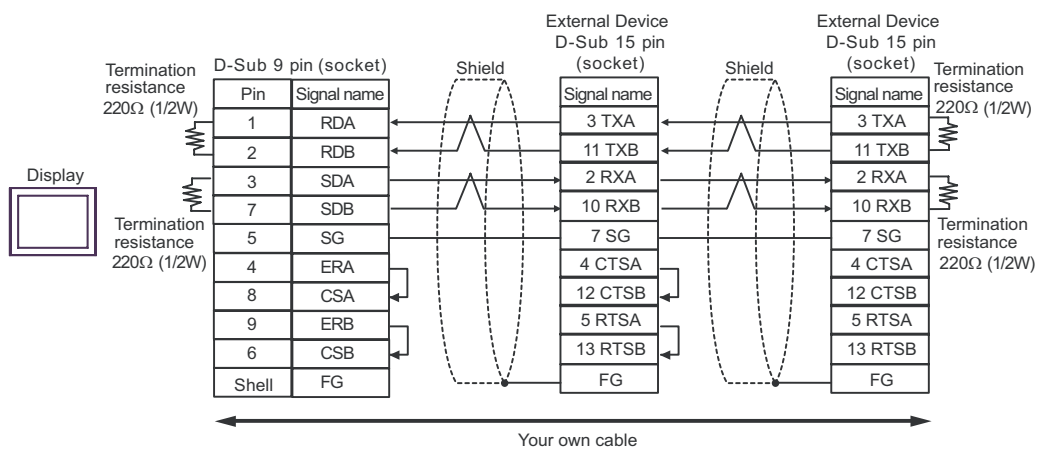 External Device
D-Sub 15 pin
(socket)
External Device
D-Sub 15 pin
(socket)
D-Sub 9 pin (socket)
Shield
Shield
Termination
resistance
220Ω (1/2W)
Termination
resistance
220Ω (1/2W)
Pin Signal name Signal name Signal name
1 RDA 3 TXA 3 TXA
2 RDB 11 TXB 11 TXB
3 SDA 2 RXA 2 RXA
7 SDB 10 RXB 10 RXB
5 SG 7 SG 7 SG
4 ERA 4 CTSA 4 CTSA
8 CSA 12 CTSB 12 CTSB
9 ERB 5 RTSA 5 RTSA
6 CSB 13 RTSB 13 RTSB
Shell FG FG FG
Display
Termination
resistance
220Ω (1/2W)
Termination
resistance
220Ω (1/2W)
Your own cable